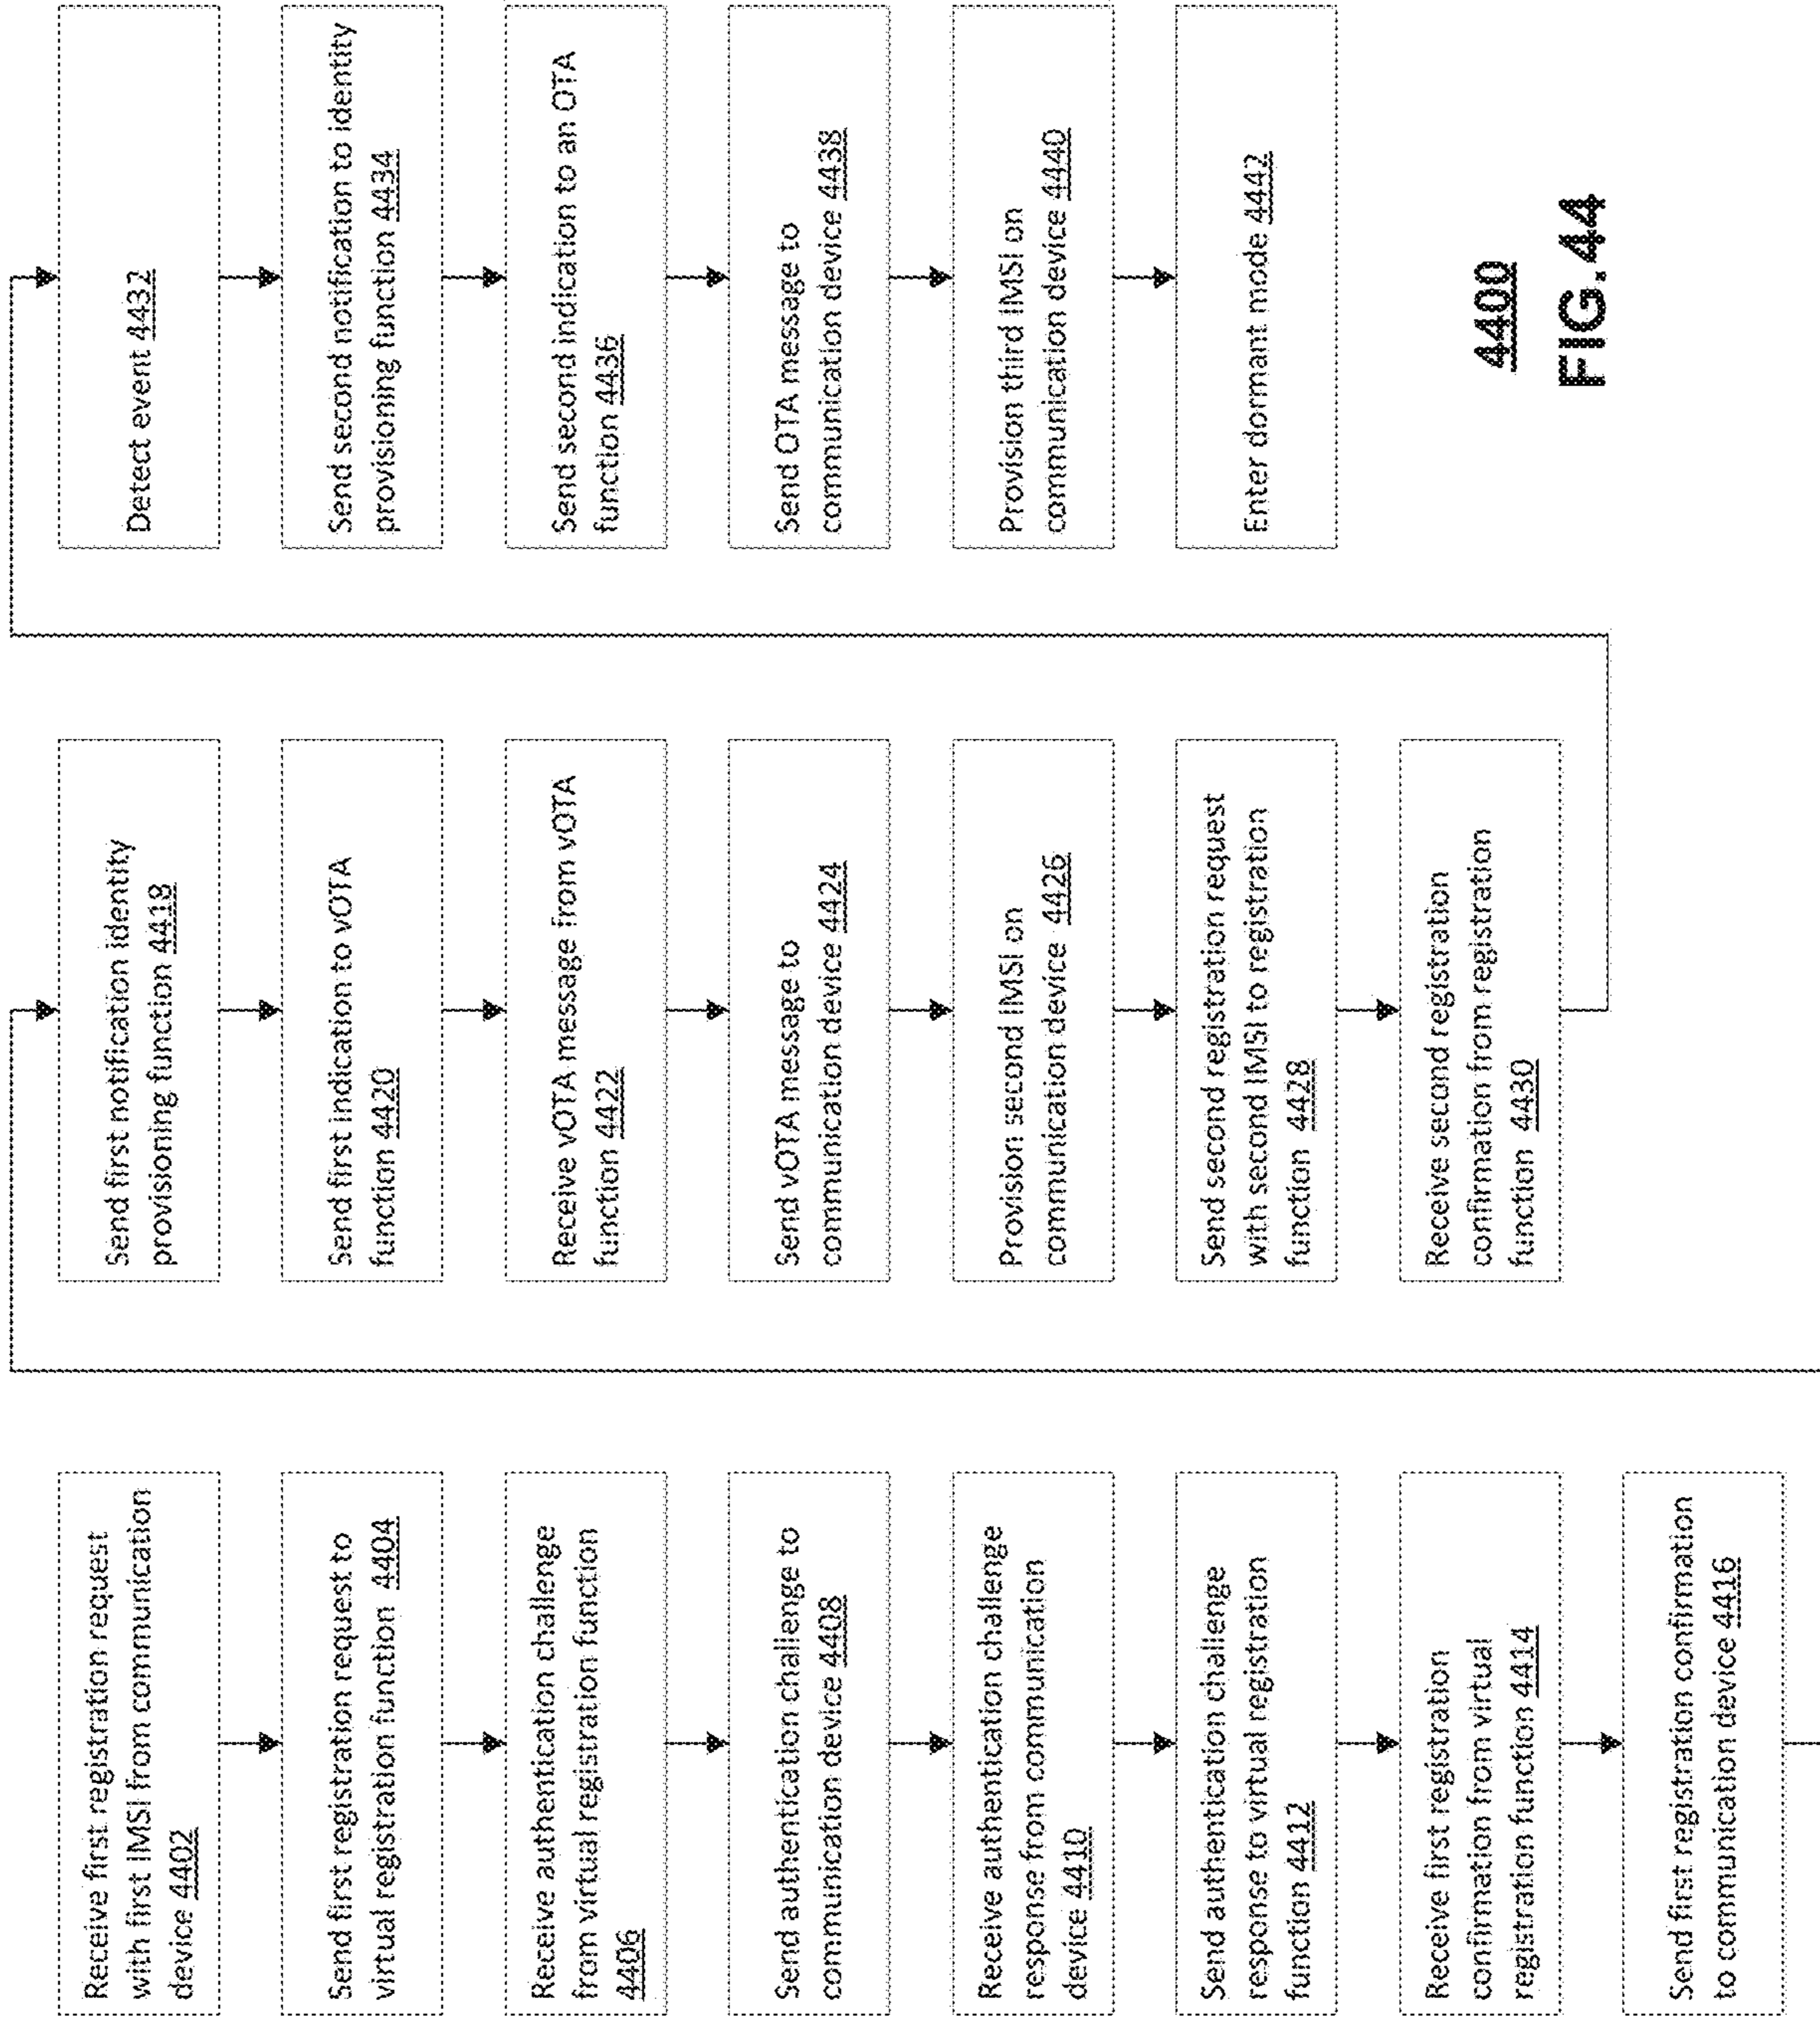 Receive first registration request
with first IMSI from communication
device 4402
Send first registration request to
virtual registration function 4404
Receive authentication challenge
from virtual registration function
4406
Send authentication challenge to
communication device 4408
Receive authentication challenge
response from communication
device 4410
Send authentication challenge
response to virtual registration
function 4412
Receive first registration
confirmation from virtual
registration function 4414
Send first registration confirmation
to communication device 4416
Send first notification identity
provisioning function 4418
Send first indication to vOTA
function 4420
Receive vOTA message from vOTA
function 4422
Send vOTA message to
communication device 4424
Provision second IMSI on
communication device 4426
Send second registration request
with second IMSI to registration
function 4428
Receive second registration
confirmation from registration
function 4430
Detect event 4432
Send second notification to identity
provisioning function 4434
Send second indication to an OTA
function 4436
Send OTA message to
communication device 4438
Provision third IMSI on
communication device 4440
Enter dormant mode 4442
4400
FIG.44